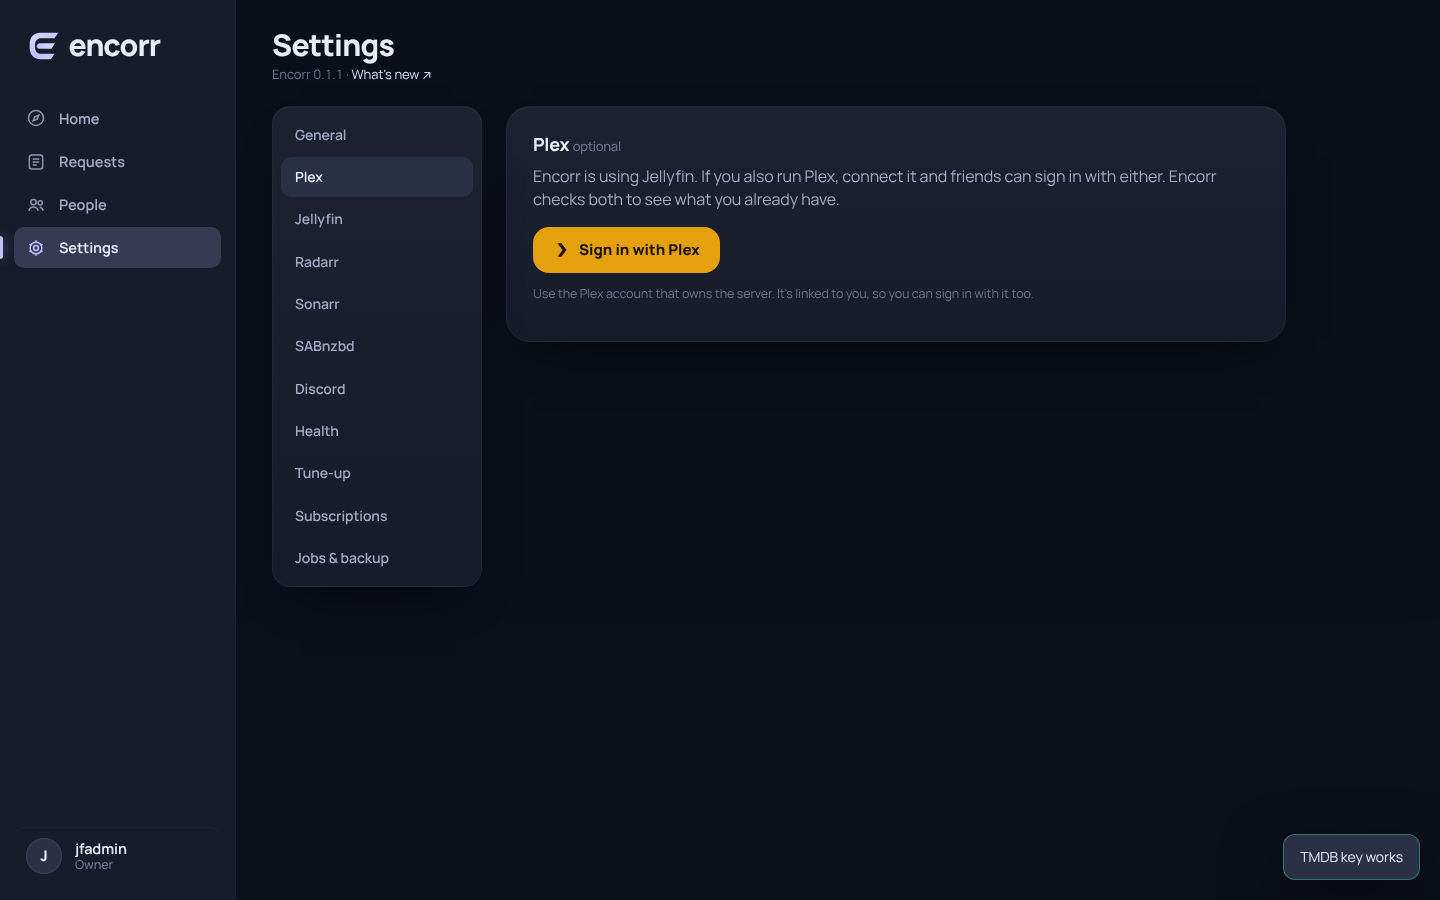 encorr
Home
Requests
People
Settings
jfadmin
Owner
J
Settings
Encorr 0.1.1 · What's new ↗
General
Plex
Jellyfin
Radarr
Sonarr
SABnzbd
Discord
Health
Tune-up
Subscriptions
Jobs & backup
Plex optional
Encorr is using Jellyfin. If you also run Plex, connect it and friends can sign in with either. Encorr
checks both to see what you already have.
❯ Sign in with Plex
Use the Plex account that owns the server. It's linked to you, so you can sign in with it too.
TMDB key works